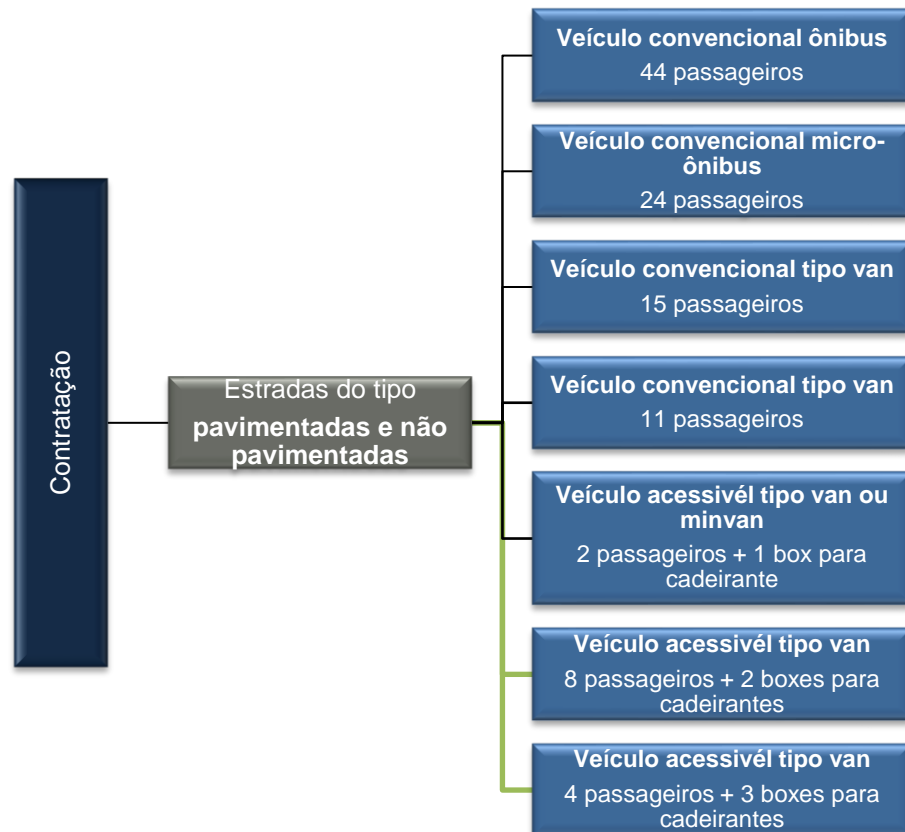 Contratação
Estradas do tipo
pavimentadas e não
pavimentadas
Veículo convencional ônibus
44 passageiros
Veículo convencional micro-
ônibus
24 passageiros
Veículo convencional tipo van
15 passageiros
Veículo convencional tipo van
11 passageiros
Veículo acessivél tipo van ou
minvan
2 passageiros + 1 box para
cadeirante
Veículo acessivél tipo van
8 passageiros + 2 boxes para
cadeirantes
Veículo acessivél tipo van
4 passageiros + 3 boxes para
cadeirantes